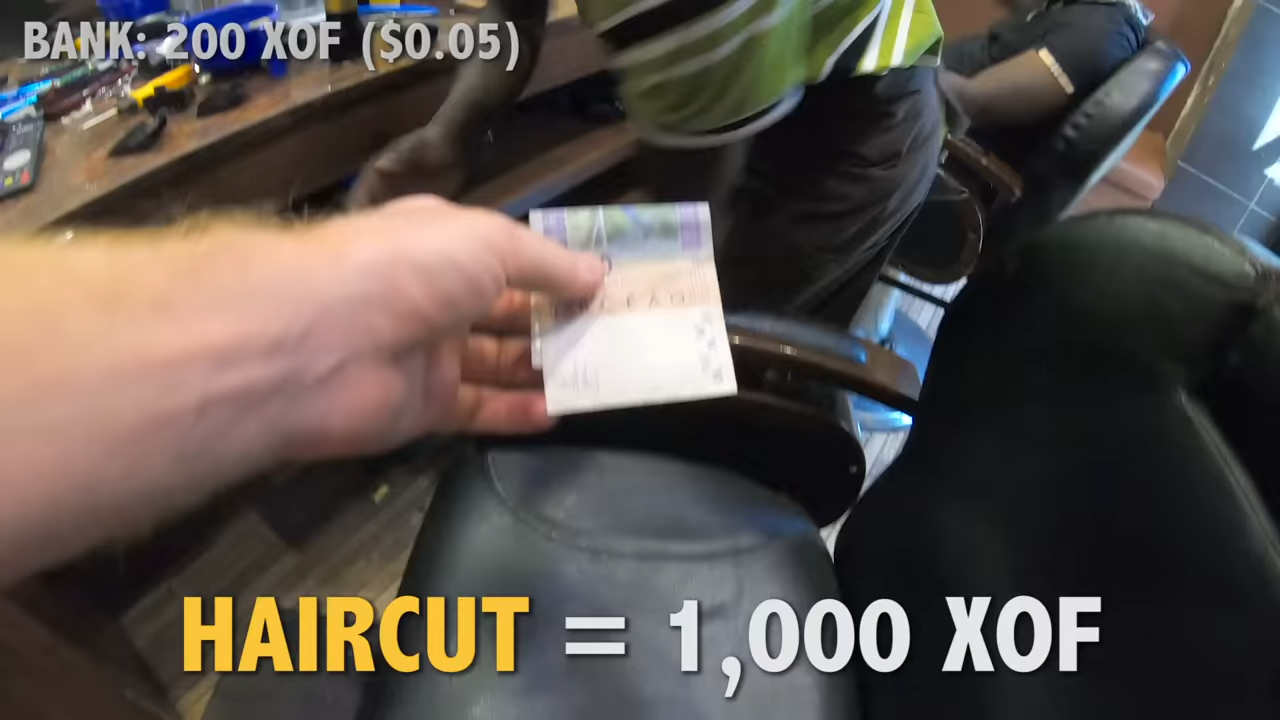 BANK: 200 XOF ($0.05)
HAIRCUT = 1,000 XOF